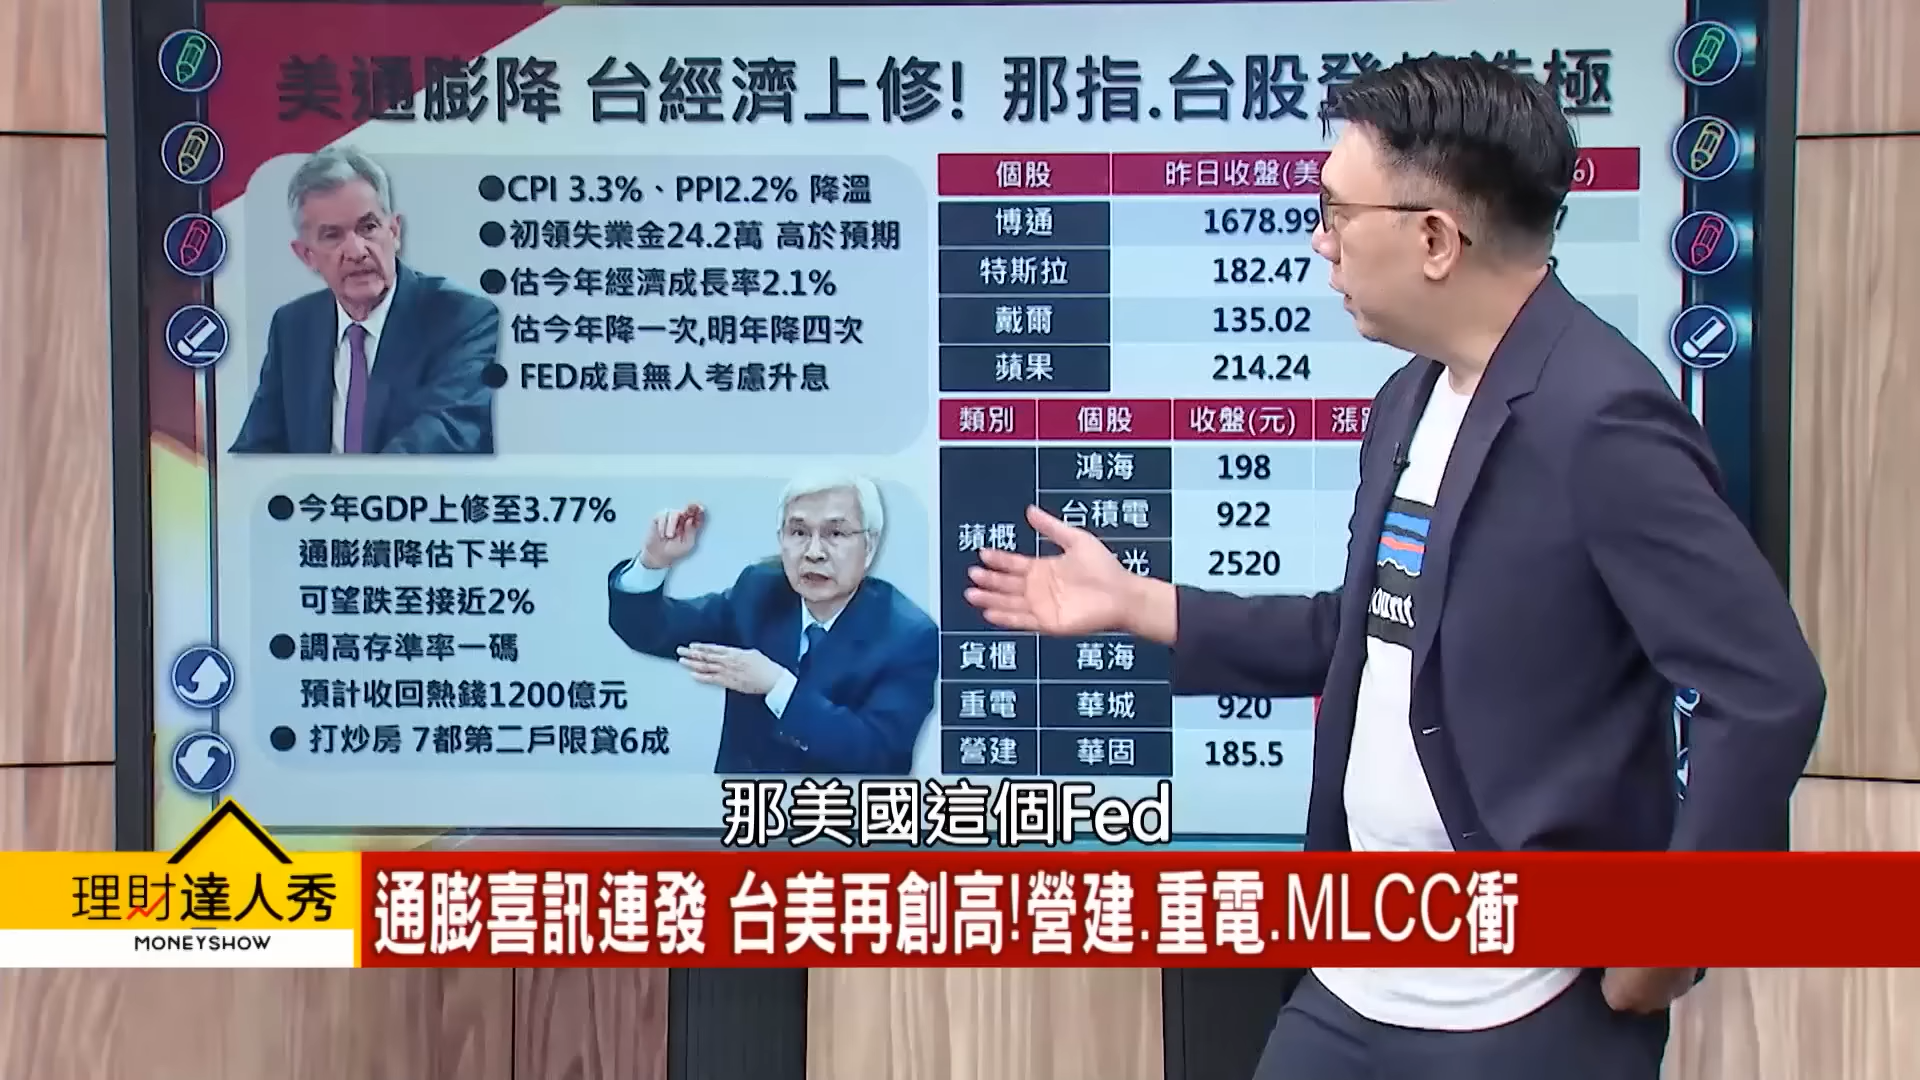 美通膨降 台經濟上修! 那指.台股登峰造極
●CPI 3.3%、PPI2.2% 降溫
●初領失業金24.2萬 高於預期
●估今年經濟成長率2.1%
估今年降一次,明年降四次
● FED成員無人考慮升息
●今年GDP上修至3.77%
通膨續降估下半年
可望跌至接近2%
●調高存準率一碼
預計收回熱錢1200億元
● 打炒房 7都第二戶限貸6成
個股 昨日收盤(美 %)
博通 1678.99
特斯拉 182.47
戴爾 135.02
蘋果 214.24
類別 個股 收盤(元) 漲
蘋概 鴻海 198
台積電 922
光 2520
貨櫃 萬海
重電 華城 920
營建 華固 185.5
ount
那美國這個Fed
理財達人秀
MONEYSHOW
通膨喜訊連發 台美再創高!營建.重電.MLCC衝